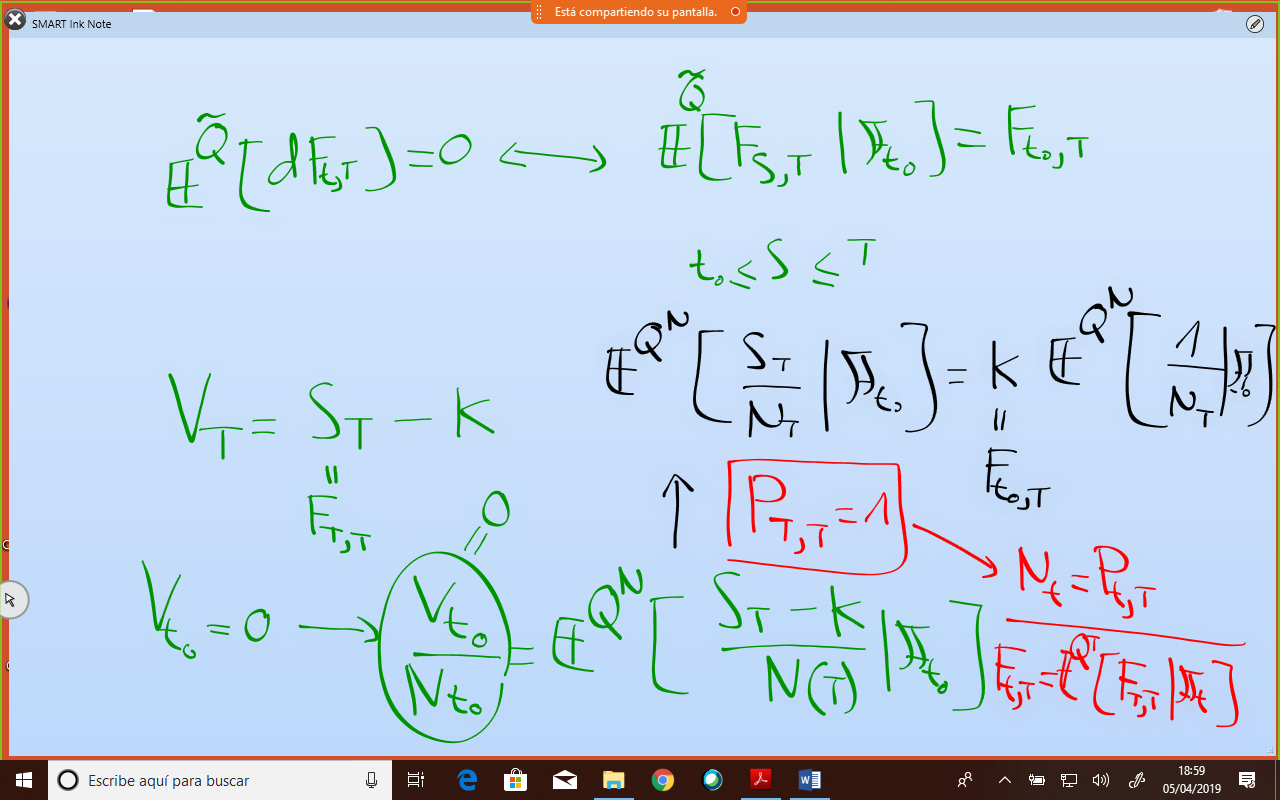 Está compartiendo su pantalla.
SMART Ink Note
𝔼^Q̃[dF_{t,T}] = 0 ⟷ 𝔼^Q̃[F_{S,T} | 𝔽_{t₀}] = F_{t₀,T}
t₀ ≤ S ≤ T
𝔼^{Q^N}[S_T / N_T | 𝔽_{t₀}] = K 𝔼^{Q^N}[1 / N_T | 𝔽_{t₀}]
V_T = S_T − K
=
F_{t₀,T}
=
F_{T,T}
↑
P_{T,T} = 1 → N_t = P_{t,T}
0
=
V_{t₀} = 0 → V_{t₀} / N_{t₀} = 𝔼^{Q^N}[S_T − K / N(T) | 𝔽_{t₀}]
F_{t,T} = 𝔼^{Q^T}[F_{T,T} | 𝔽_t]
Escribe aquí para buscar
18:59
05/04/2019